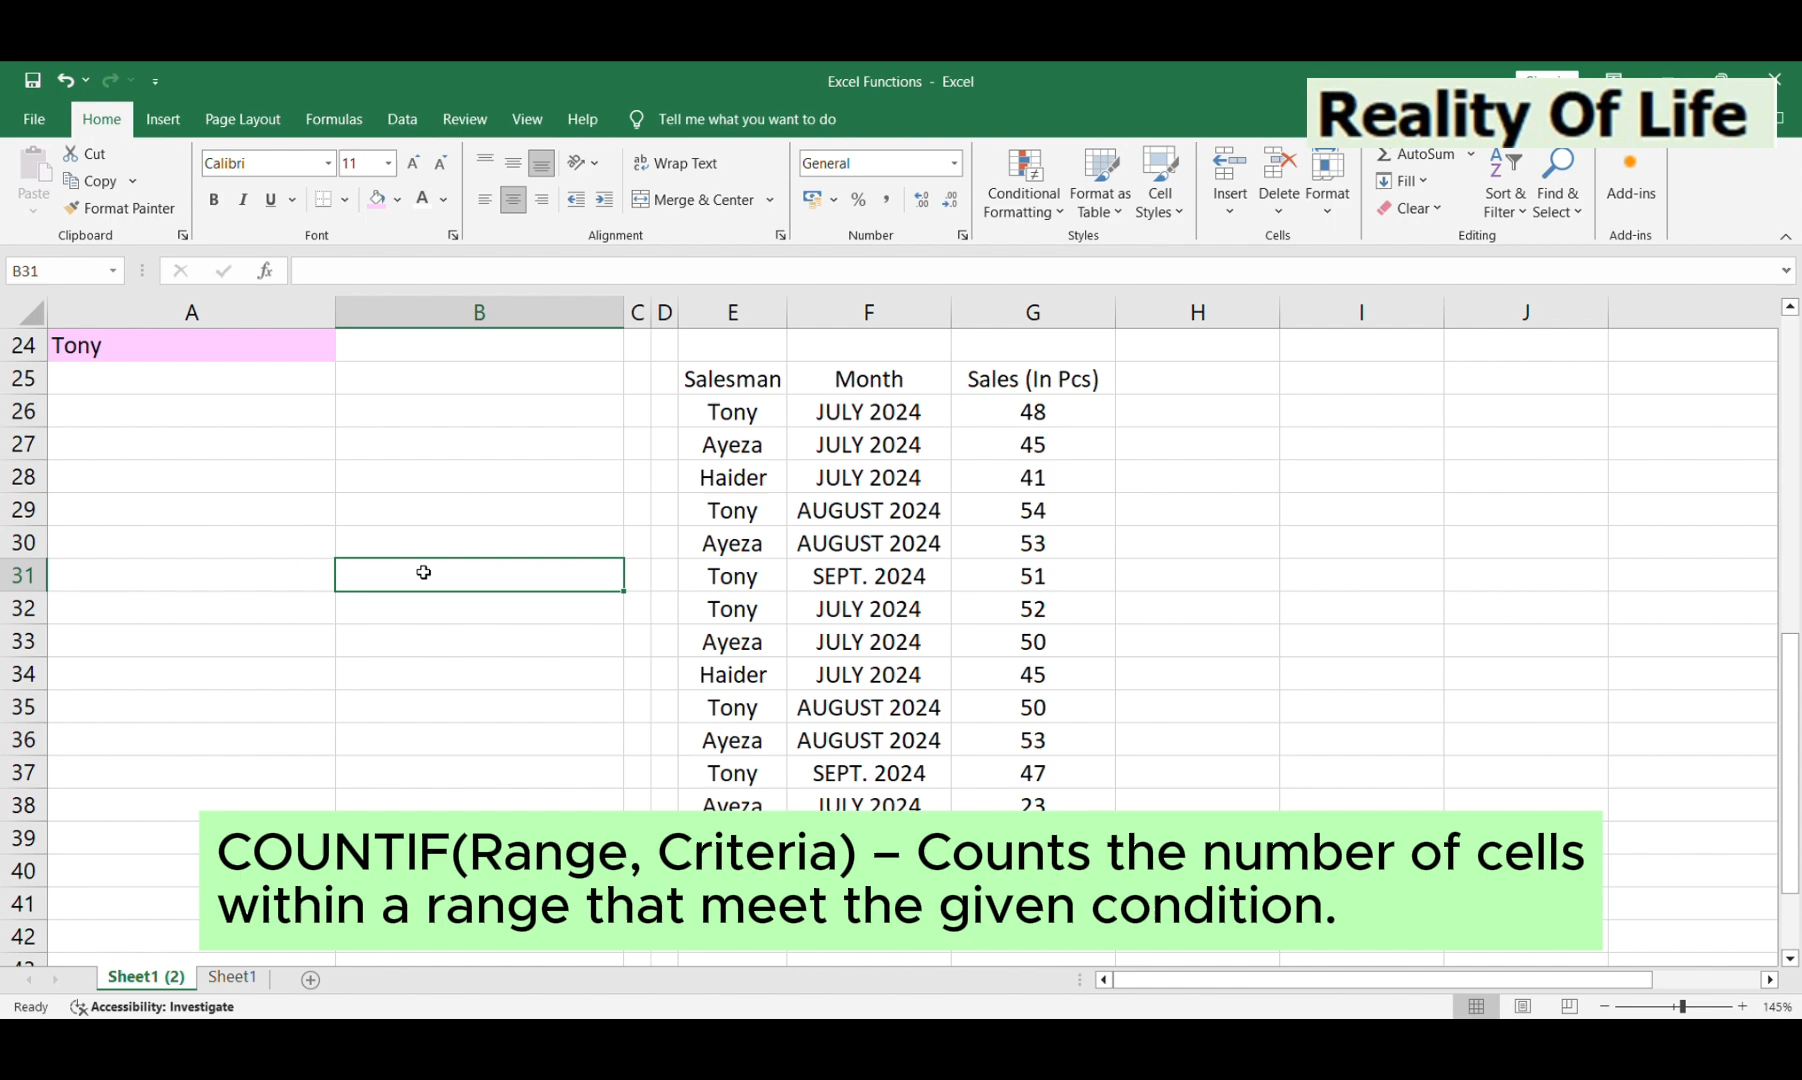 Excel Functions - Excel
Reality Of Life
File Home Insert Page Layout Formulas Data Review View Help Tell me what you want to do
Paste
Cut
Copy
Format Painter
Clipboard
Calibri 11
B I U
Font
Wrap Text
Merge & Center
Alignment
General
%
Number
Conditional
Formatting
Format as
Table
Cell
Styles
Styles
Insert
Delete
Format
Cells
AutoSum
Fill
Clear
Sort &
Filter
Find &
Select
Editing
Add-ins
Add-ins
B31 fx
A B C D E F G H I J
24 Tony
25 Salesman Month Sales (In Pcs)
26 Tony JULY 2024 48
27 Ayeza JULY 2024 45
28 Haider JULY 2024 41
29 Tony AUGUST 2024 54
30 Ayeza AUGUST 2024 53
31 Tony SEPT. 2024 51
32 Tony JULY 2024 52
33 Ayeza JULY 2024 50
34 Haider JULY 2024 45
35 Tony AUGUST 2024 50
36 Ayeza AUGUST 2024 53
37 Tony SEPT. 2024 47
38 Ayeza JULY 2024 23
39
40
41
42
COUNTIF(Range, Criteria) – Counts the number of cells
within a range that meet the given condition.
Sheet1 (2) Sheet1
Ready Accessibility: Investigate 145%